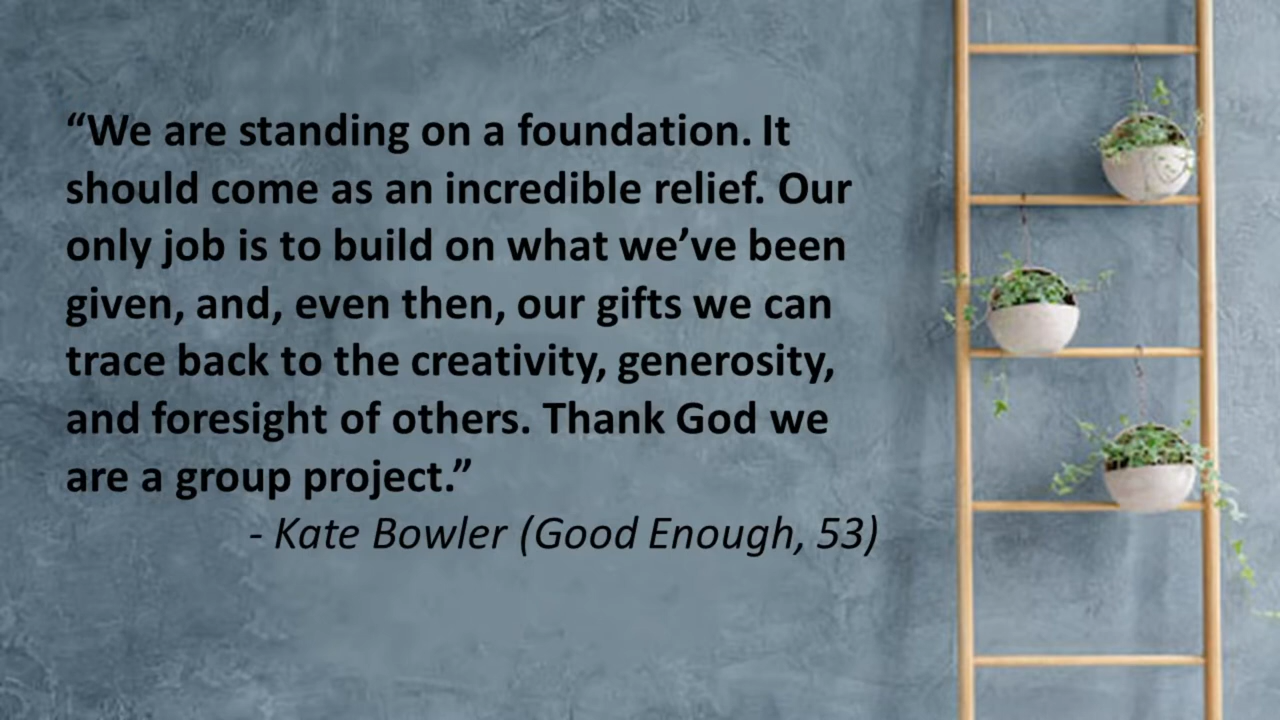 “We are standing on a foundation. It
should come as an incredible relief. Our
only job is to build on what we’ve been
given, and, even then, our gifts we can
trace back to the creativity, generosity,
and foresight of others. Thank God we
are a group project.”
- Kate Bowler (Good Enough, 53)